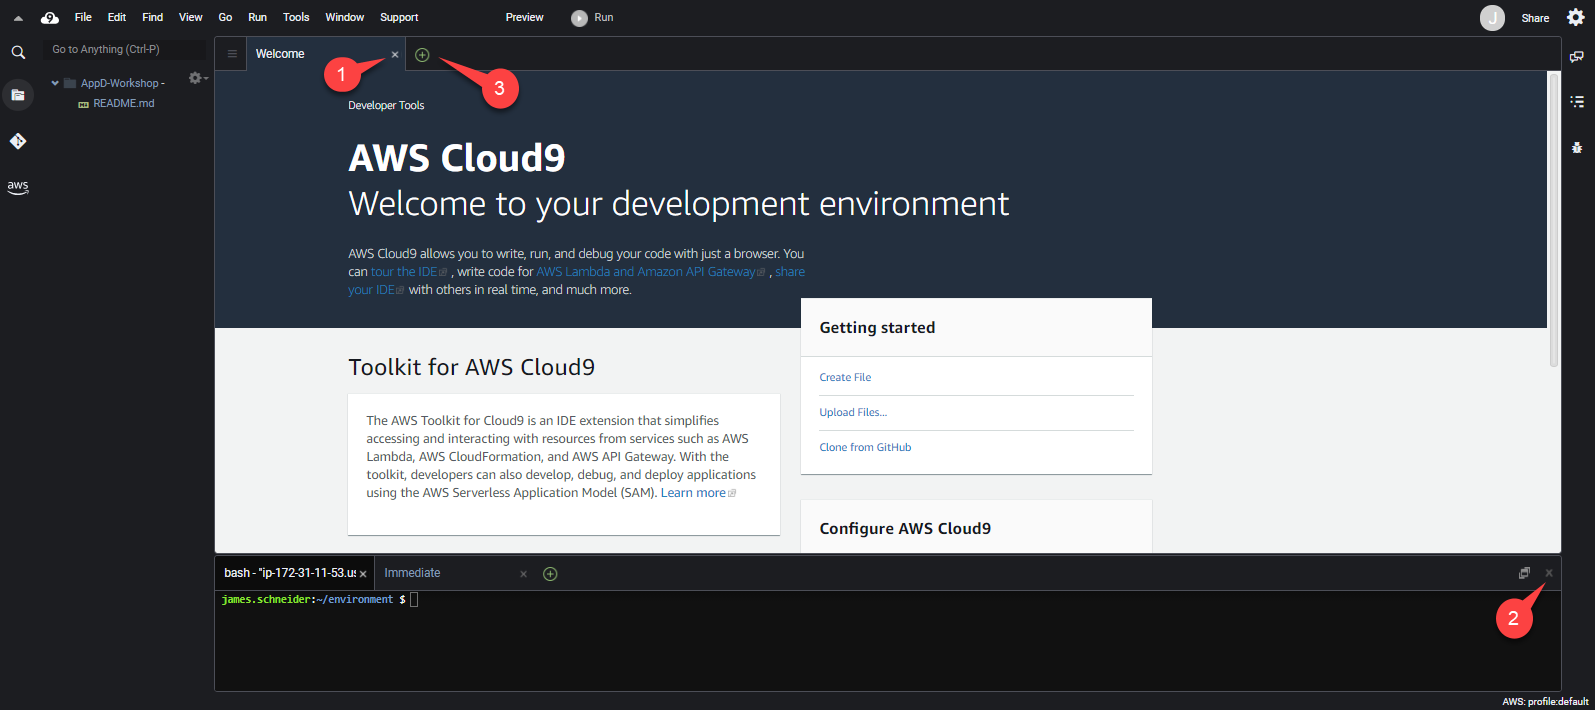 9 File Edit Find View Go Run Tools Window Support Preview Run J Share
Go to Anything (Ctrl-P)
AppD-Workshop -
README.md
aws
Welcome
1
3
Developer Tools
AWS Cloud9
Welcome to your development environment
AWS Cloud9 allows you to write, run, and debug your code with just a browser. You
can tour the IDE , write code for AWS Lambda and Amazon API Gateway , share
your IDE with others in real time, and much more.
Toolkit for AWS Cloud9
The AWS Toolkit for Cloud9 is an IDE extension that simplifies
accessing and interacting with resources from services such as AWS
Lambda, AWS CloudFormation, and AWS API Gateway. With the
toolkit, developers can also develop, debug, and deploy applications
using the AWS Serverless Application Model (SAM). Learn more
Getting started
Create File
Upload Files...
Clone from GitHub
Configure AWS Cloud9
bash - "ip-172-31-11-53.us Immediate
james.schneider:~/environment $
2
AWS: profile:default